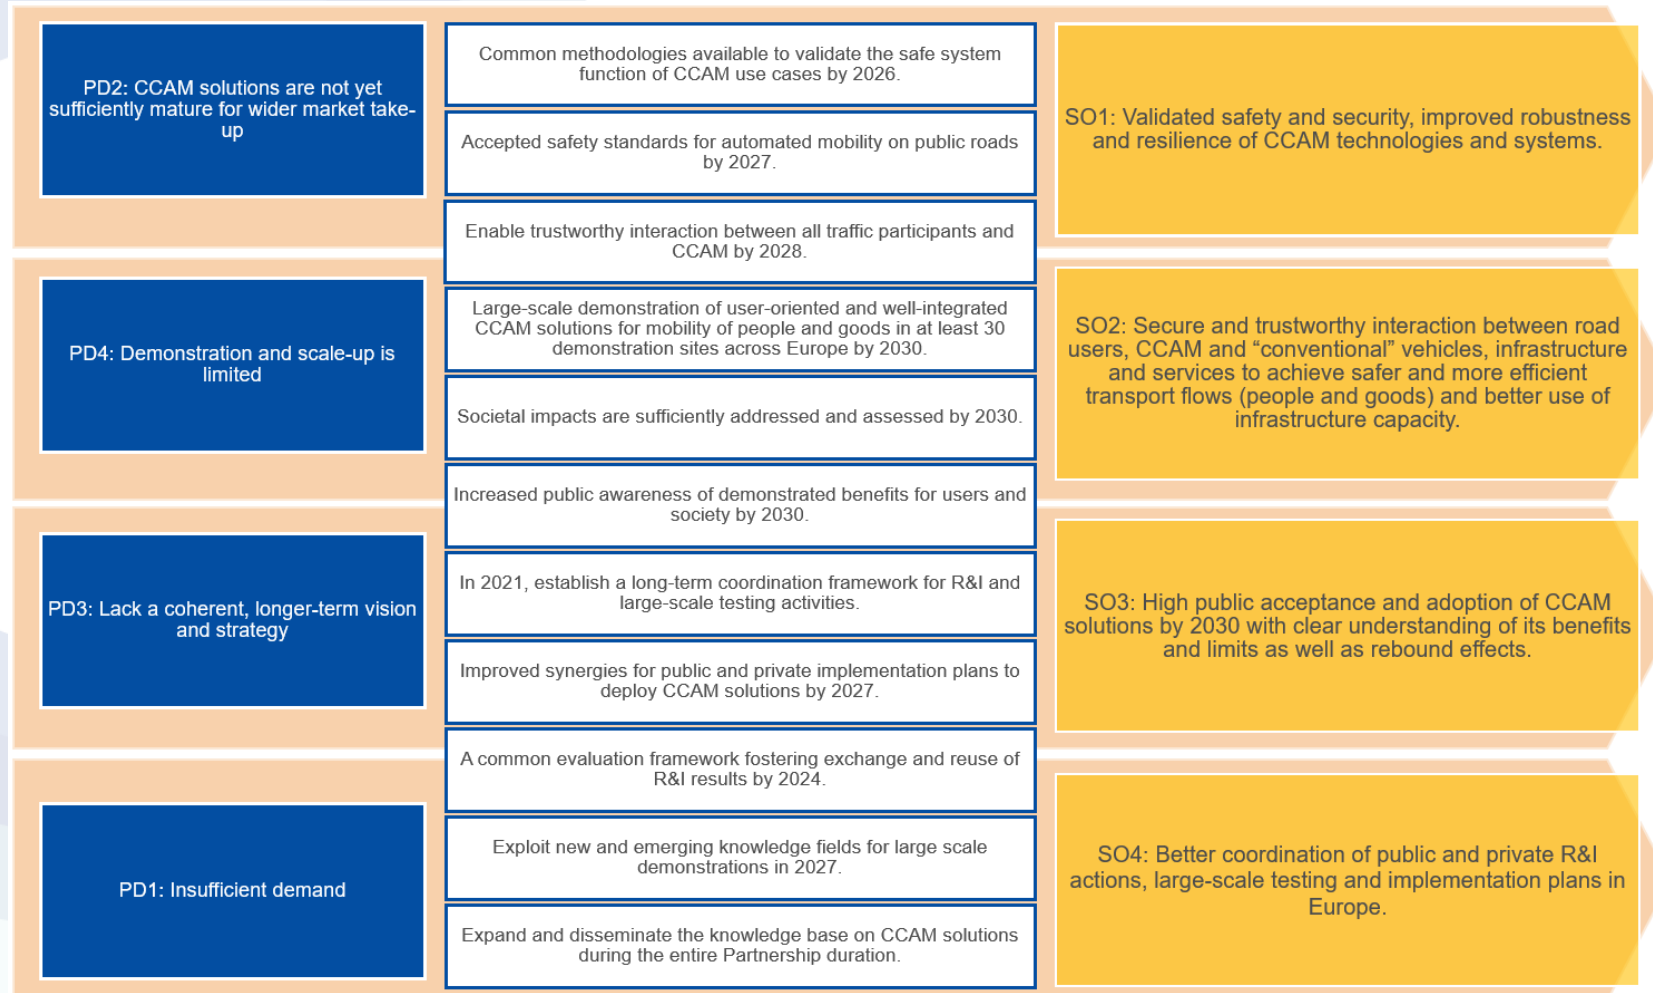 PD2: CCAM solutions are not yet
sufficiently mature for wider market take-
up
PD4: Demonstration and scale-up is
limited
PD3: Lack a coherent, longer-term vision
and strategy
PD1: Insufficient demand
Common methodologies available to validate the safe system
function of CCAM use cases by 2026.
Accepted safety standards for automated mobility on public roads
by 2027.
Enable trustworthy interaction between all traffic participants and
CCAM by 2028.
Large-scale demonstration of user-oriented and well-integrated
CCAM solutions for mobility of people and goods in at least 30
demonstration sites across Europe by 2030.
Societal impacts are sufficiently addressed and assessed by 2030.
Increased public awareness of demonstrated benefits for users and
society by 2030.
In 2021, establish a long-term coordination framework for R&I and
large-scale testing activities.
Improved synergies for public and private implementation plans to
deploy CCAM solutions by 2027.
A common evaluation framework fostering exchange and reuse of
R&I results by 2024.
Exploit new and emerging knowledge fields for large scale
demonstrations in 2027.
Expand and disseminate the knowledge base on CCAM solutions
during the entire Partnership duration.
SO1: Validated safety and security, improved robustness
and resilience of CCAM technologies and systems.
SO2: Secure and trustworthy interaction between road
users, CCAM and “conventional” vehicles, infrastructure
and services to achieve safer and more efficient
transport flows (people and goods) and better use of
infrastructure capacity.
SO3: High public acceptance and adoption of CCAM
solutions by 2030 with clear understanding of its benefits
and limits as well as rebound effects.
SO4: Better coordination of public and private R&I
actions, large-scale testing and implementation plans in
Europe.